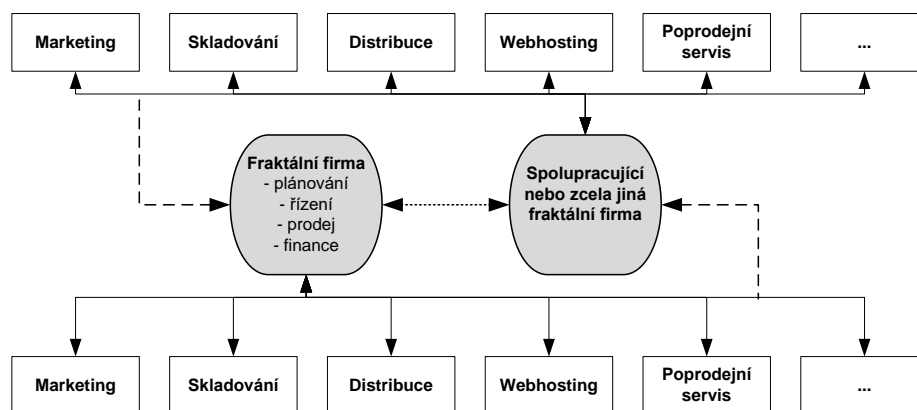 Marketing
Skladování
Distribuce
Webhosting
Poprodejní
servis
...
Fraktální firma
- plánování
- řízení
- prodej
- finance
Spolupracující
nebo zcela jiná
fraktální firma
Marketing
Skladování
Distribuce
Webhosting
Poprodejní
servis
...